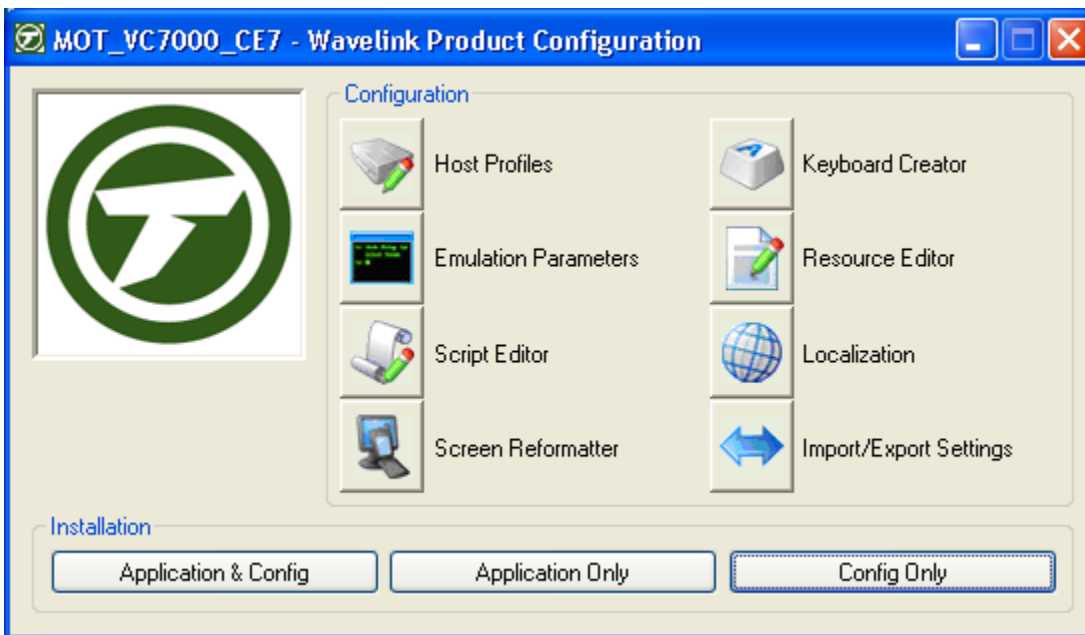 MOT_VC7000_CE7 - Wavelink Product Configuration
Configuration
Host Profiles
Keyboard Creator
Emulation Parameters
Resource Editor
Script Editor
Localization
Screen Reformatter
Import/Export Settings
Installation
Application & Config
Application Only
Config Only